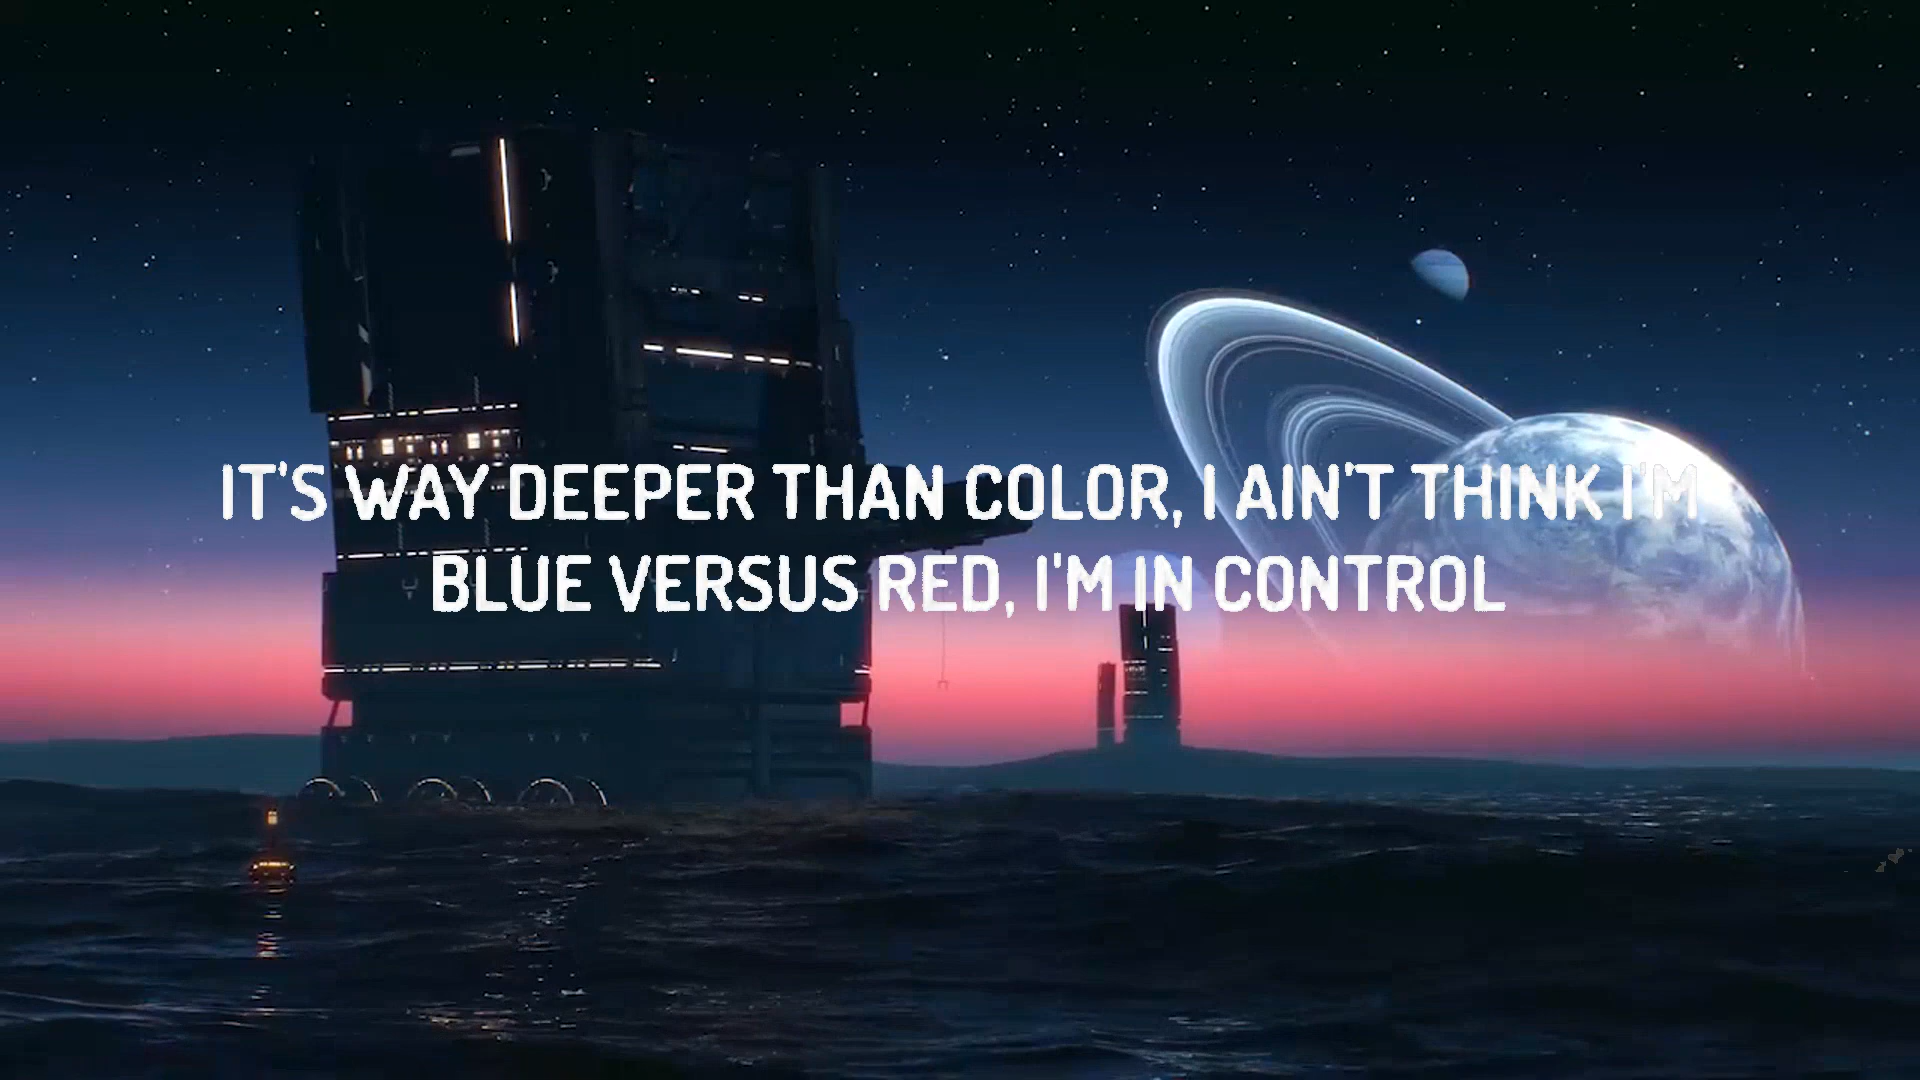 IT'S WAY DEEPER THAN COLOR, I AIN'T THINK I'M
BLUE VERSUS RED, I'M IN CONTROL